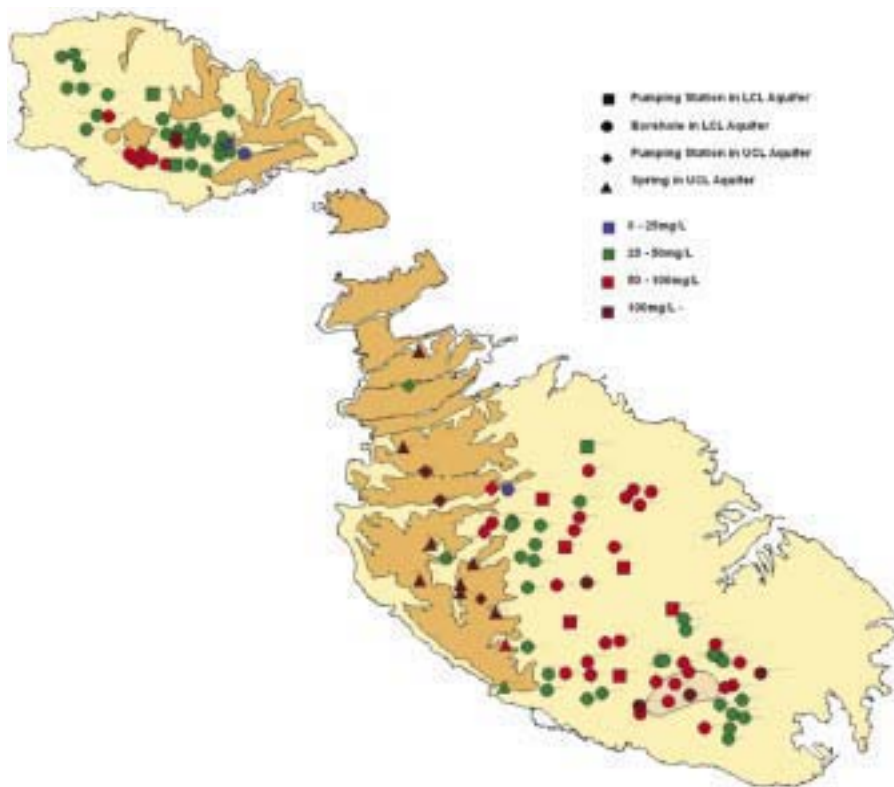 Pumping Station in LCL Aquifer
Borehole in LCL Aquifer
Pumping Station in UCL Aquifer
Spring in UCL Aquifer
0 - 25mg/L
25 - 50mg/L
50 - 100mg/L
100mg/L -